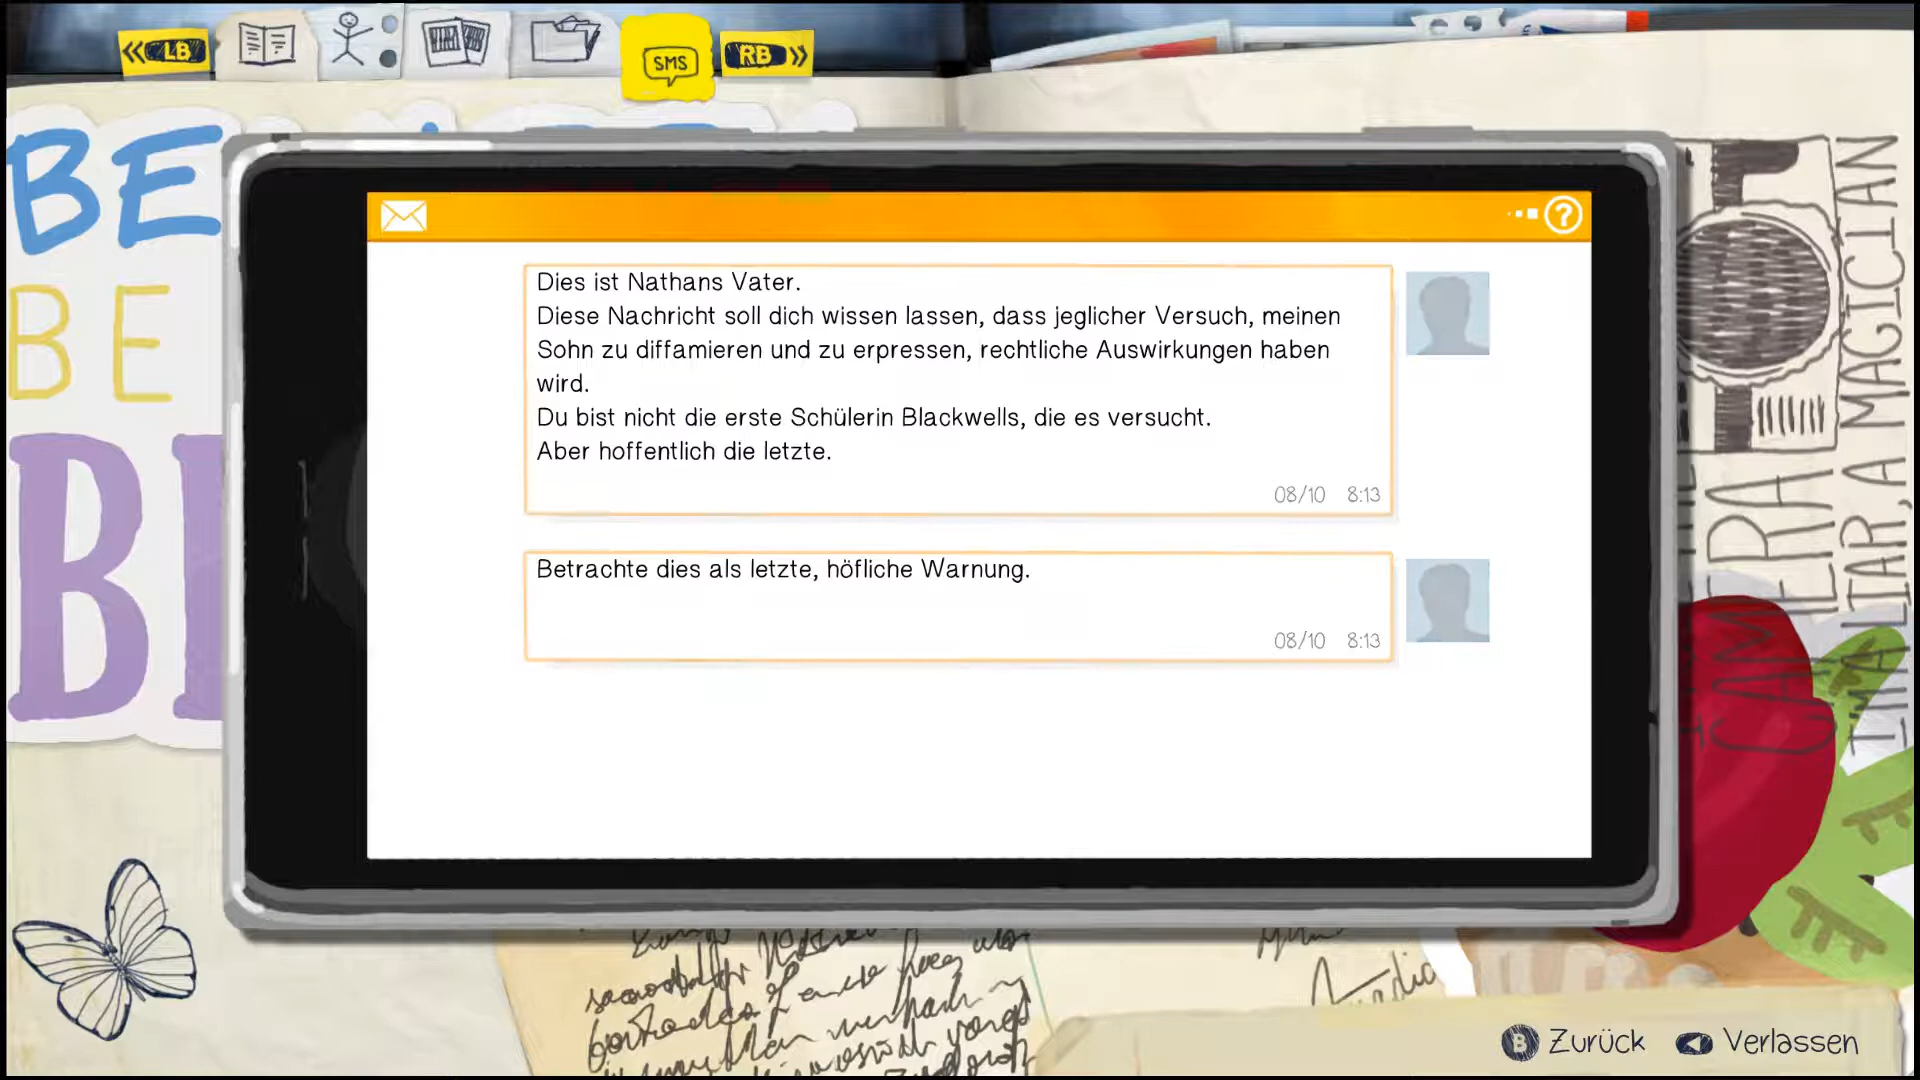 LB
SMS
RB
BE
BE
Dies ist Nathans Vater.
Diese Nachricht soll dich wissen lassen, dass jeglicher Versuch, meinen
Sohn zu diffamieren und zu erpressen, rechtliche Auswirkungen haben
wird.
Du bist nicht die erste Schülerin Blackwells, die es versucht.
Aber hoffentlich die letzte.
08/10 8:13
Betrachte dies als letzte, höfliche Warnung.
08/10 8:13
?
CAMERA
A MAGICIAN
B Zurück
Verlassen